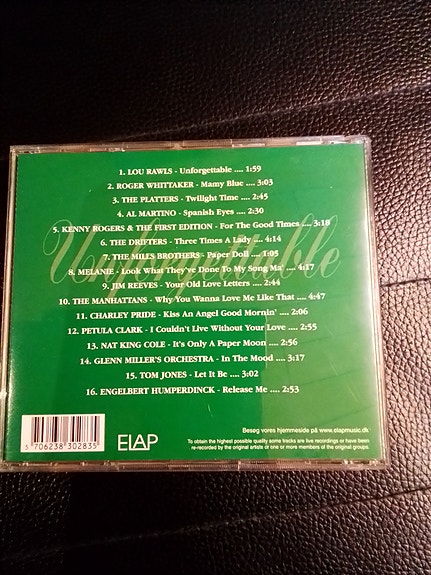 Unforgettable
1. LOU RAWLS - Unforgettable .... 1:59
2. ROGER WHITTAKER - Mamy Blue .... 3:03
3. THE PLATTERS - Twilight Time .... 2:45
4. AL MARTINO - Spanish Eyes .... 2:30
5. KENNY ROGERS & THE FIRST EDITION - For The Good Times .... 3:18
6. THE DRIFTERS - Three Times A Lady .... 4:14
7. THE MILLS BROTHERS - Paper Doll .... 1:05
8. MELANIE - Look What They've Done To My Song Ma' .... 4:17
9. JIM REEVES - Your Old Love Letters .... 2:44
10. THE MANHATTANS - Why You Wanna Love Me Like That .... 4:47
11. CHARLEY PRIDE - Kiss An Angel Good Mornin' .... 2:06
12. PETULA CLARK - I Couldn't Live Without Your Love .... 2:55
13. NAT KING COLE - It's Only A Paper Moon .... 2:56
14. GLENN MILLER'S ORCHESTRA - In The Mood .... 3:17
15. TOM JONES - Let It Be .... 3:02
16. ENGELBERT HUMPERDINCK - Release Me .... 2:53
5 706238 302835
ELAP
Besøg vores hjemmeside på www.elapmusic.dk
To obtain the highest possible quality some tracks are live recordings or have been
re-recorded by the original artists or one or more members of the original groups.